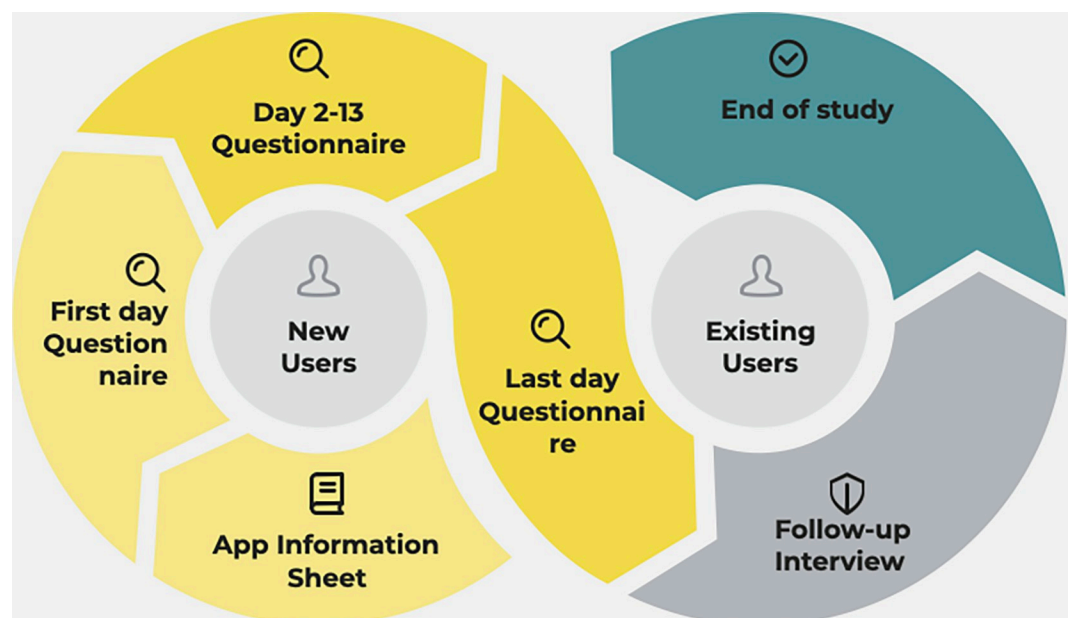 Day 2-13
Questionnaire
End of study
First day
Question
naire
New
Users
Existing
Users
Last day
Questionnai
re
App Information
Sheet
Follow-up
Interview